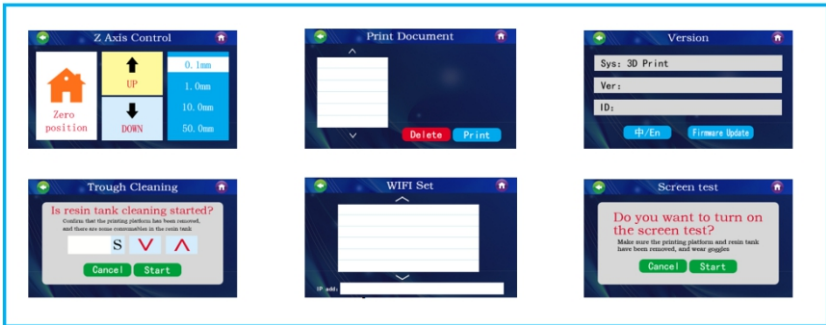 Z Axis Control
Zero
position
UP
DOWN
0.1mm
1.0mm
10.0mm
50.0mm
Print Document
Delete
Print
Version
Sys: 3D Print
Ver:
ID:
中/En
Firmware Update
Trough Cleaning
Is resin tank cleaning started?
Confirm that the printing platform has been removed,
and there are some consumables in the resin tank
S
Cancel
Start
WIFI Set
IP add:
Screen test
Do you want to turn on
the screen test?
Make sure the printing platform and resin tank
have been removed, and wear goggles
Cancel
Start